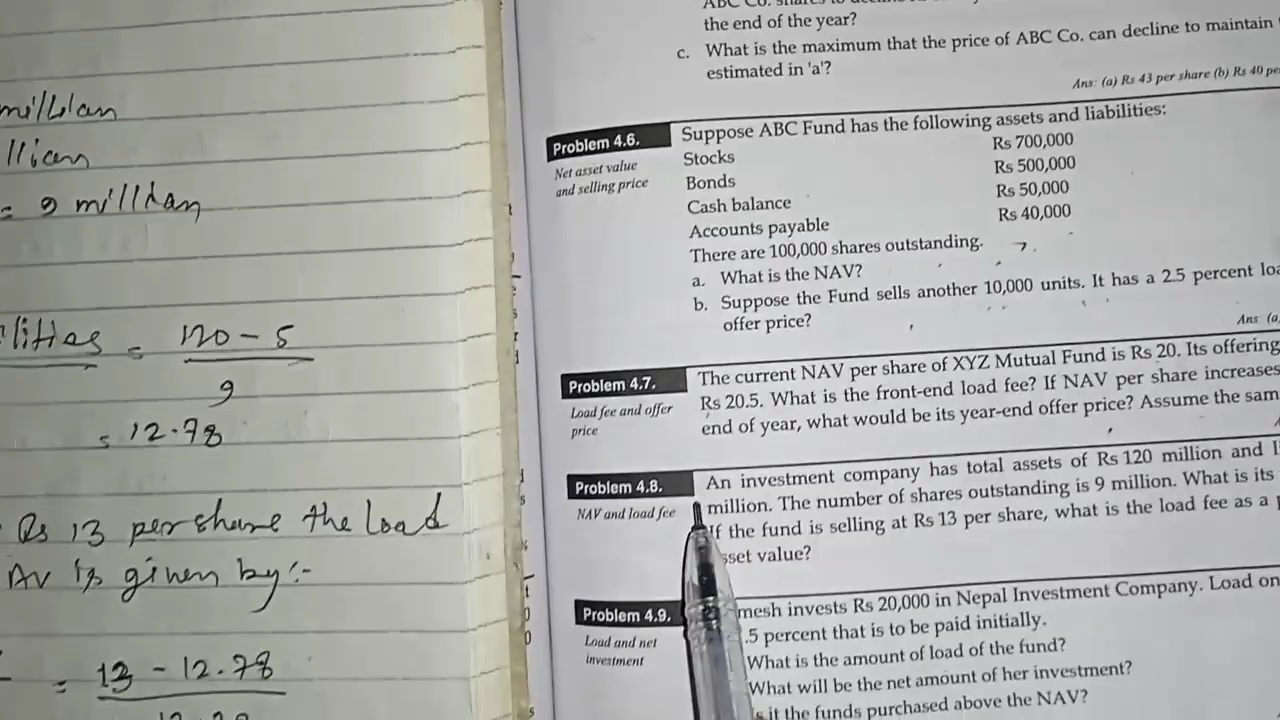 millian
llian
= 9 millian
lities = 120 - 5
9
= 12.78
Rs 13 per share the load
AV is given by:-
= 13 - 12.78
the end of the year?
c. What is the maximum that the price of ABC Co. can decline to maintain
estimated in 'a'?
Ans: (a) Rs 43 per share (b) Rs 40
Problem 4.6.
Net asset value
and selling price
Suppose ABC Fund has the following assets and liabilities:
Stocks Rs 700,000
Bonds Rs 500,000
Cash balance Rs 50,000
Accounts payable Rs 40,000
There are 100,000 shares outstanding.
a. What is the NAV?
b. Suppose the Fund sells another 10,000 units. It has a 2.5 percent
offer price?
Ans (a
Problem 4.7.
Load fee and offer
price
The current NAV per share of XYZ Mutual Fund is Rs 20. Its offering
Rs 20.5. What is the front-end load fee? If NAV per share increases
end of year, what would be its year-end offer price? Assume the sam
Problem 4.8.
NAV and load fee
An investment company has total assets of Rs 120 million and
million. The number of shares outstanding is 9 million. What is its
If the fund is selling at Rs 13 per share, what is the load fee as a
sset value?
Problem 4.9.
Load and net
investment
mesh invests Rs 20,000 in Nepal Investment Company. Load on
.5 percent that is to be paid initially.
What is the amount of load of the fund?
What will be the net amount of her investment?
s it the funds purchased above the NAV?